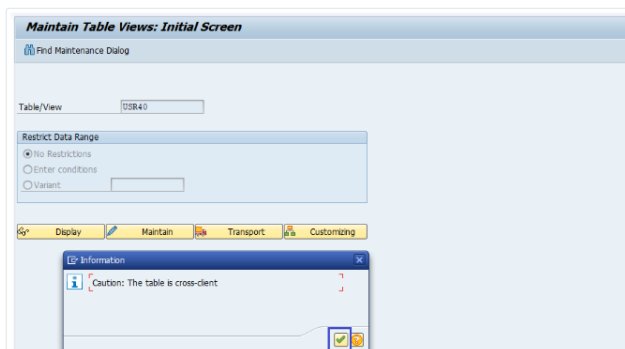 Maintain Table Views: Initial Screen
Find Maintenance Dialog
Table/View USR40
Restrict Data Range
No Restrictions
Enter conditions
Variant
Display Maintain Transport Customizing
Information
Caution: The table is cross-client